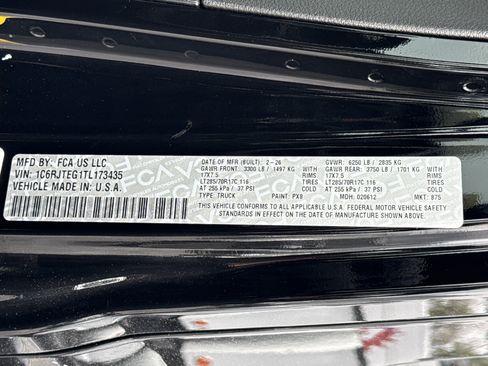 MFD BY: FCA US LLC
VIN: 1C6RJTEG1TL173435
VEHICLE MADE IN: U.S.A.
DATE OF MFR (BUILT): 2-26 GVWR: 6250 LB / 2835 KG
GAWR FRONT: 3300 LB / 1497 KG WITH GAWR REAR: 3750 LB / 1701 KG WITH
17X7.5 RIMS 17X7.5 RIMS
LT285/70R17C 116 TIRES LT285/70R17C 116 TIRES
AT 255 kPa / 37 PSI AT 255 kPa / 37 PSI
TYPE: TRUCK PAINT: PX8 MDH: 020612 MKT: 875
THIS VEHICLE CONFORMS TO ALL APPLICABLE U.S.A. FEDERAL MOTOR VEHICLE SAFETY
STANDARDS IN EFFECT ON THE DATE OF MANUFACTURE SHOWN ABOVE.